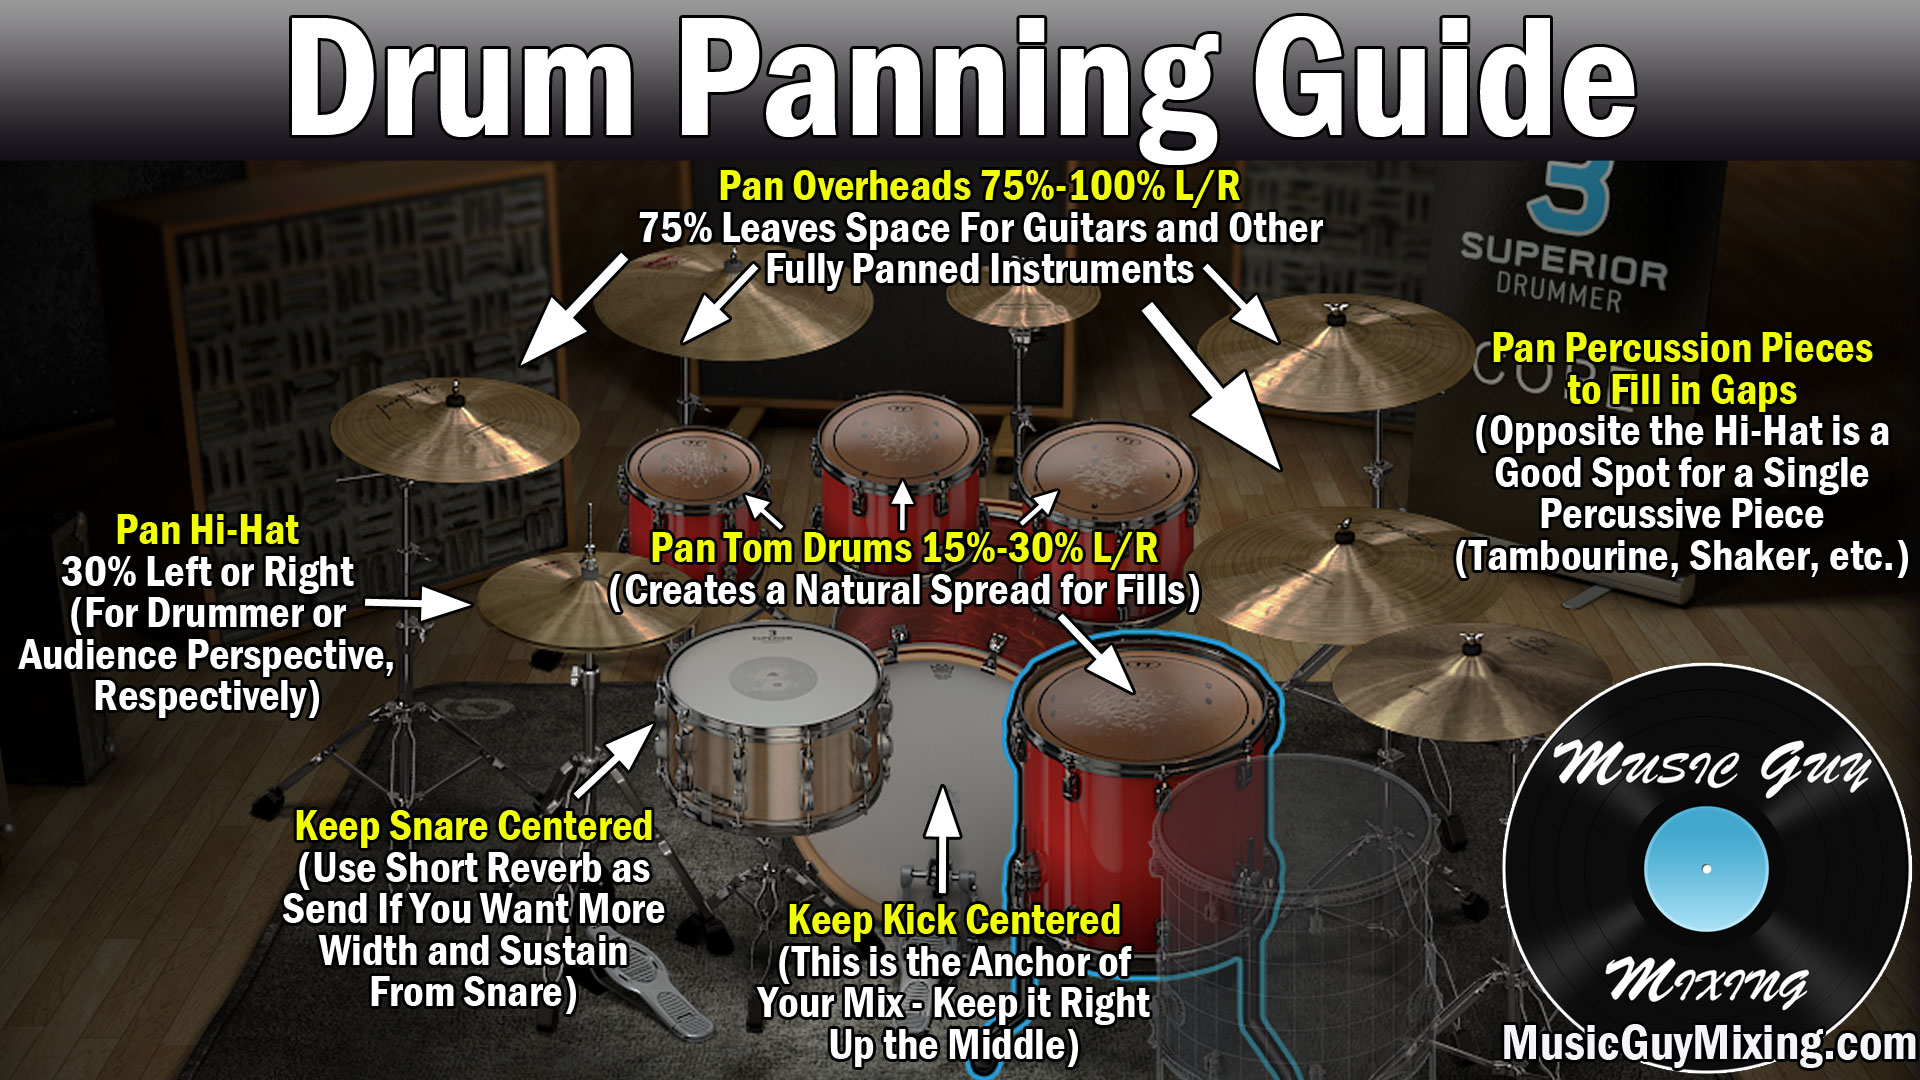 Drum Panning Guide
Pan Overheads 75%-100% L/R
75% Leaves Space For Guitars and Other
Fully Panned Instruments
3
SUPERIOR
DRUMMER
CORE
Pan Percussion Pieces
to Fill in Gaps
(Opposite the Hi-Hat is a
Good Spot for a Single
Percussive Piece
(Tambourine, Shaker, etc.)
Pan Hi-Hat
30% Left or Right
(For Drummer or
Audience Perspective,
Respectively)
Pan Tom Drums 15%-30% L/R
(Creates a Natural Spread for Fills)
3
SUPERIOR
Keep Snare Centered
(Use Short Reverb as
Send If You Want More
Width and Sustain
From Snare)
Keep Kick Centered
(This is the Anchor of
Your Mix - Keep it Right
Up the Middle)
Music Guy
Mixing
MusicGuyMixing.com